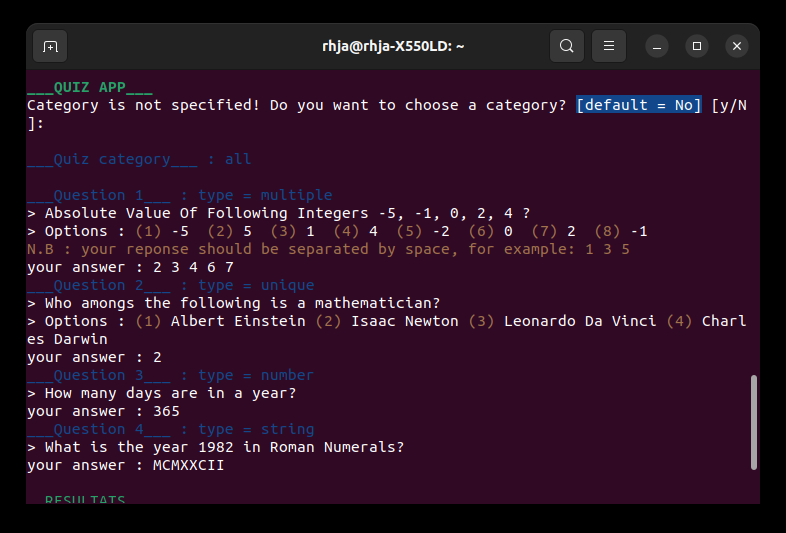 rhja@rhja-X550LD: ~
___QUIZ APP___
Category is not specified! Do you want to choose a category? [default = No] [y/N
]:
___Quiz category___ : all
___Question 1___ : type = multiple
> Absolute Value Of Following Integers -5, -1, 0, 2, 4 ?
> Options : (1) -5  (2) 5  (3) 1  (4) 4  (5) -2  (6) 0  (7) 2  (8) -1
N.B : your reponse should be separated by space, for example: 1 3 5
your answer : 2 3 4 6 7
___Question 2___ : type = unique
> Who amongs the following is a mathematician?
> Options : (1) Albert Einstein (2) Isaac Newton (3) Leonardo Da Vinci (4) Charl
es Darwin
your answer : 2
___Question 3___ : type = number
> How many days are in a year?
your answer : 365
___Question 4___ : type = string
> What is the year 1982 in Roman Numerals?
your answer : MCMXXCII
RESULTATS